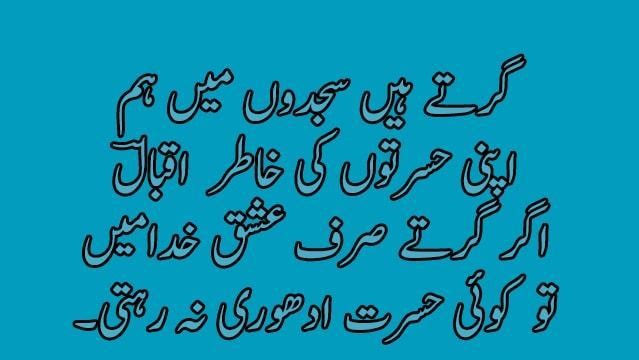 گرتے ہیں سجدوں میں ہم
اپنی حسرتوں کی خاطر اقبالؔ
اگر گرتے صرف عشق خدا میں
تو کوئی حسرت ادھوری نہ رہتی۔